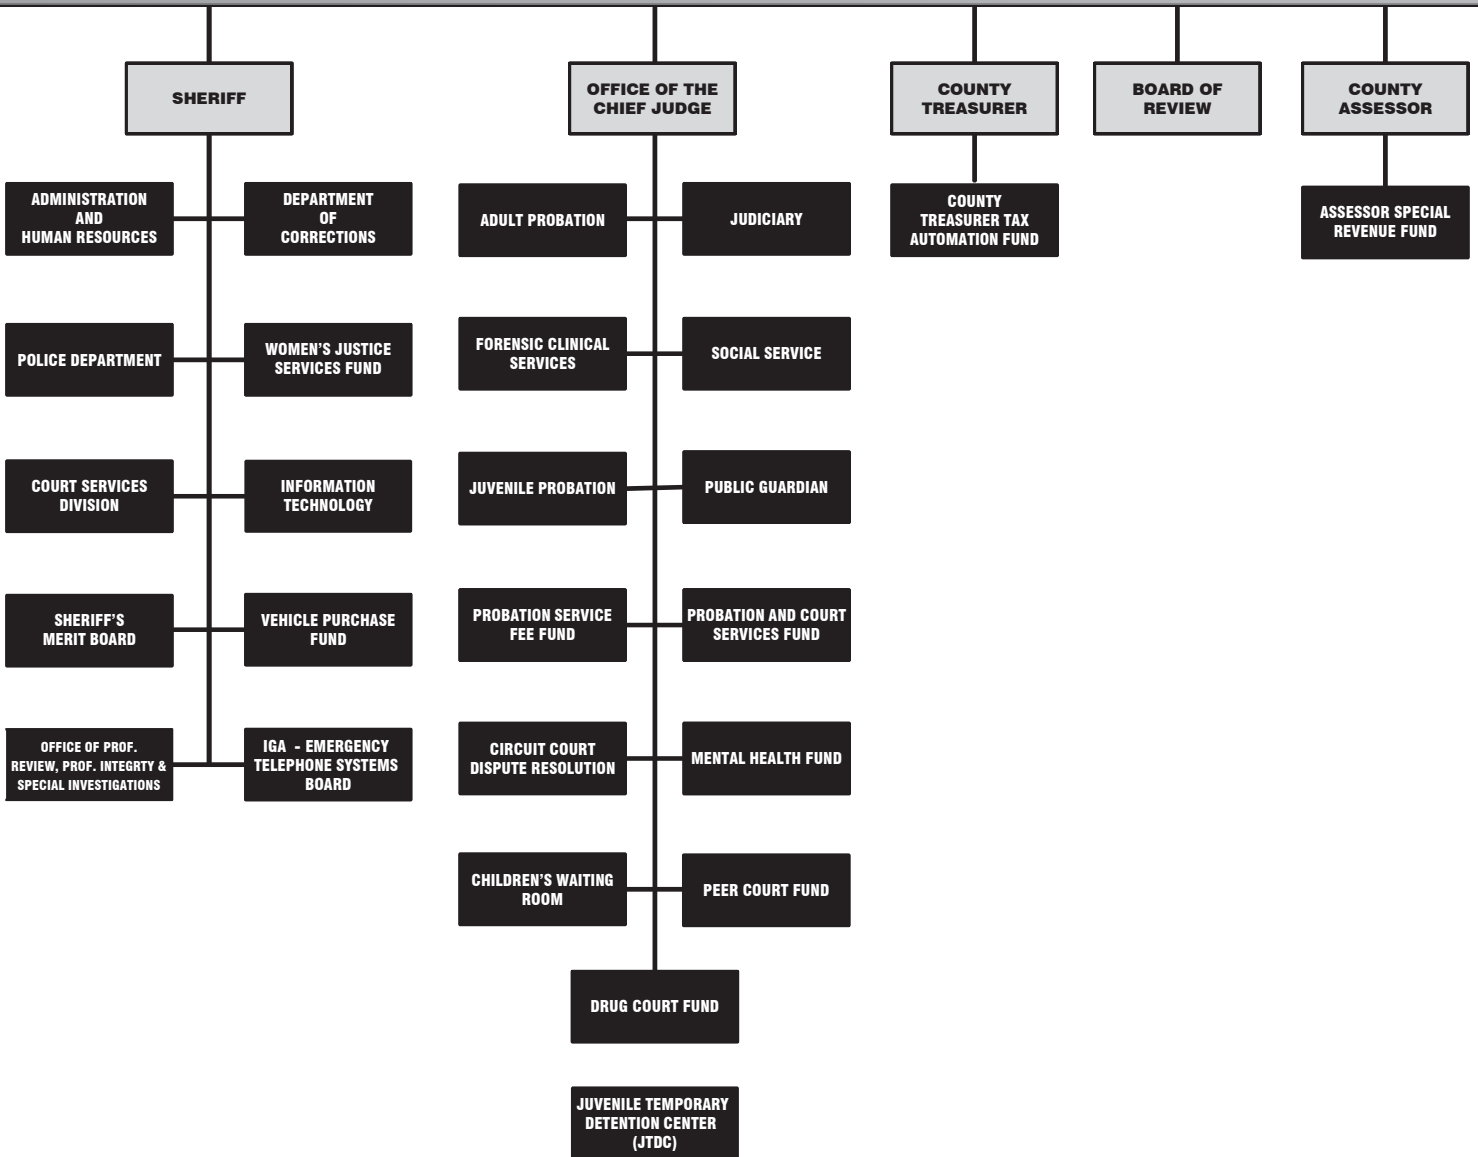 SHERIFF
OFFICE OF THE
CHIEF JUDGE
COUNTY
TREASURER
BOARD OF
REVIEW
COUNTY
ASSESSOR
ADMINISTRATION
AND
HUMAN RESOURCES
DEPARTMENT
OF
CORRECTIONS
POLICE DEPARTMENT
WOMEN'S JUSTICE
SERVICES FUND
COURT SERVICES
DIVISION
INFORMATION
TECHNOLOGY
SHERIFF'S
MERIT BOARD
VEHICLE PURCHASE
FUND
OFFICE OF PROF.
REVIEW, PROF. INTEGRTY &
SPECIAL INVESTIGATIONS
IGA - EMERGENCY
TELEPHONE SYSTEMS
BOARD
ADULT PROBATION
JUDICIARY
FORENSIC CLINICAL
SERVICES
SOCIAL SERVICE
JUVENILE PROBATION
PUBLIC GUARDIAN
PROBATION SERVICE
FEE FUND
PROBATION AND COURT
SERVICES FUND
CIRCUIT COURT
DISPUTE RESOLUTION
MENTAL HEALTH FUND
CHILDREN'S WAITING
ROOM
PEER COURT FUND
DRUG COURT FUND
JUVENILE TEMPORARY
DETENTION CENTER
(JTDC)
COUNTY
TREASURER TAX
AUTOMATION FUND
ASSESSOR SPECIAL
REVENUE FUND